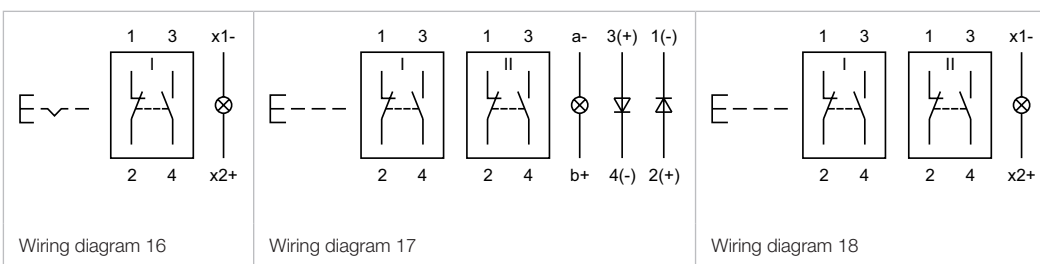 1 3 x1-
I
2 4 x2+
Wiring diagram 16
1 3 1 3 a- 3(+) 1(-)
I II
2 4 2 4 b+ 4(-) 2(+)
Wiring diagram 17
1 3 1 3 x1-
I II
2 4 2 4 x2+
Wiring diagram 18